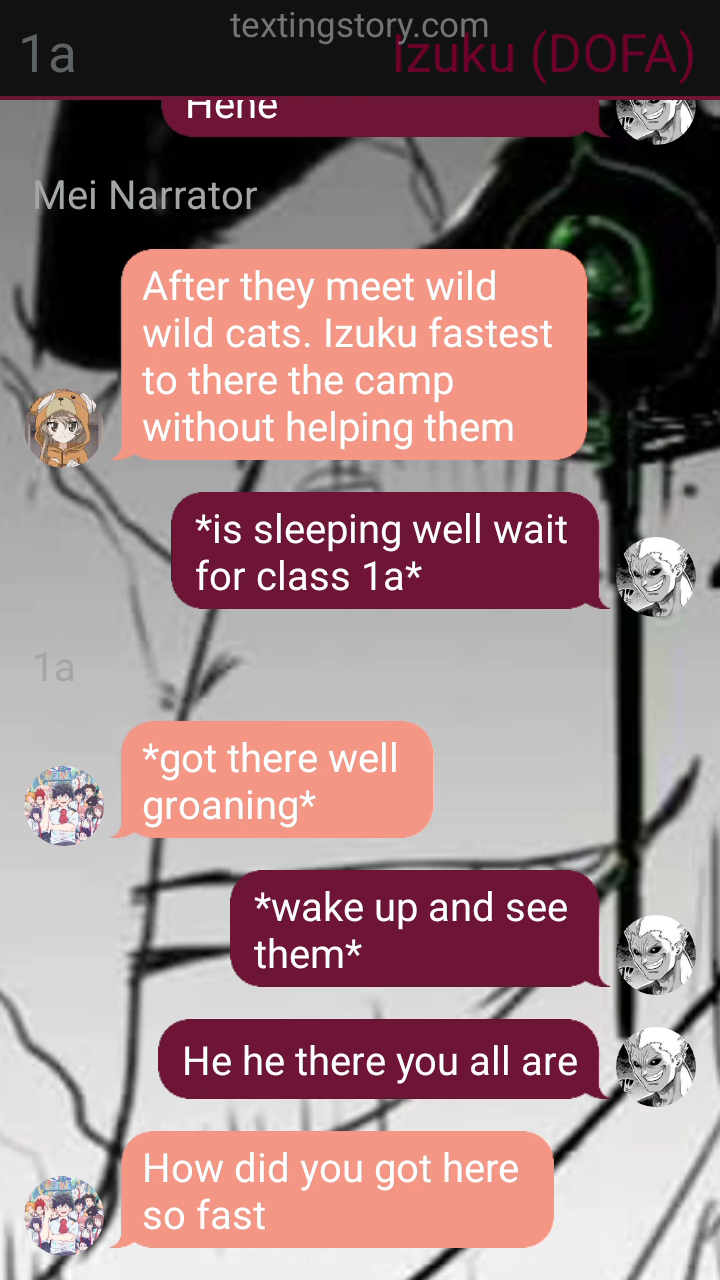 textingstory.com
1a
Izuku (DOFA)
Hehe
Mei Narrator
After they meet wild
wild cats. Izuku fastest
to there the camp
without helping them
*is sleeping well wait
for class 1a*
1a
*got there well
groaning*
*wake up and see
them*
He he there you all are
How did you got here
so fast